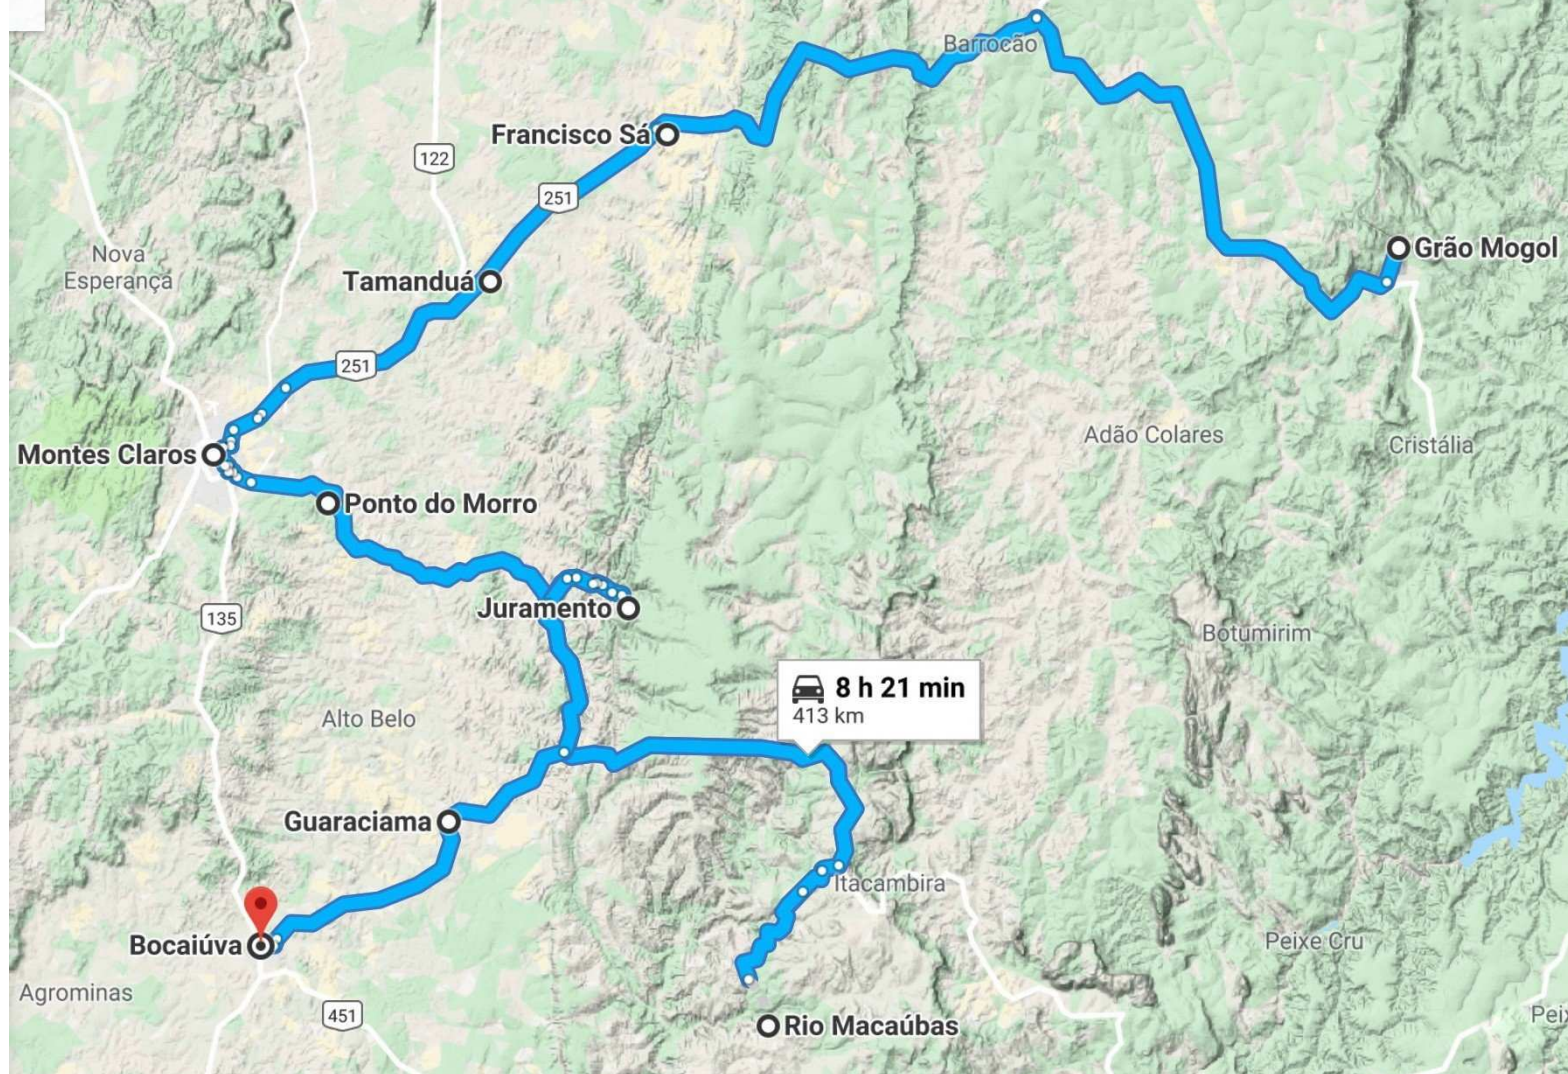 Barrocão
Francisco Sá
122
251
Nova
Esperança
Grão Mogol
Tamanduá
251
Adão Colares
Cristália
Montes Claros
Ponto do Morro
Juramento
135
Botumirim
8 h 21 min
413 km
Alto Belo
Guaraciama
Itacambira
Bocaiúva
Peixe Cru
Agrominas
451
Rio Macaúbas
Peix